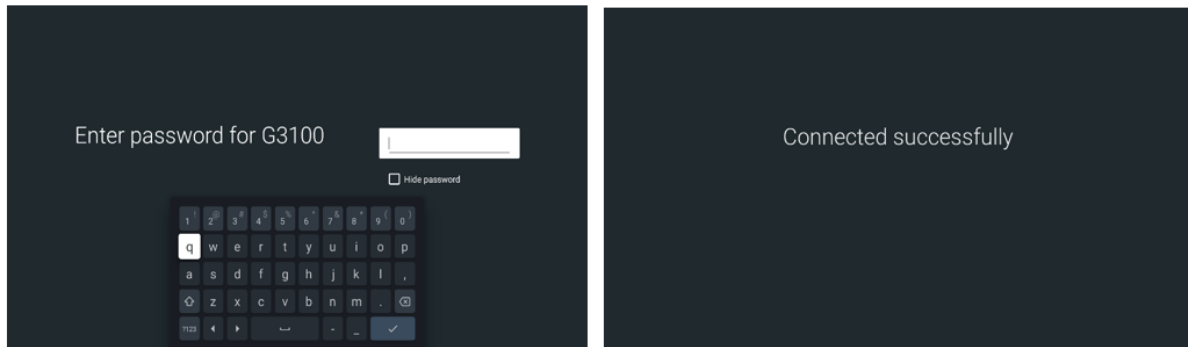 Enter password for G3100
Hide password
1 ! 2 @ 3 # 4 $ 5 % 6 ^ 7 & 8 * 9 ( 0 )
q w e r t y u i o p
a s d f g h j k l ,
z x c v b n m .
?123 - _
Connected successfully